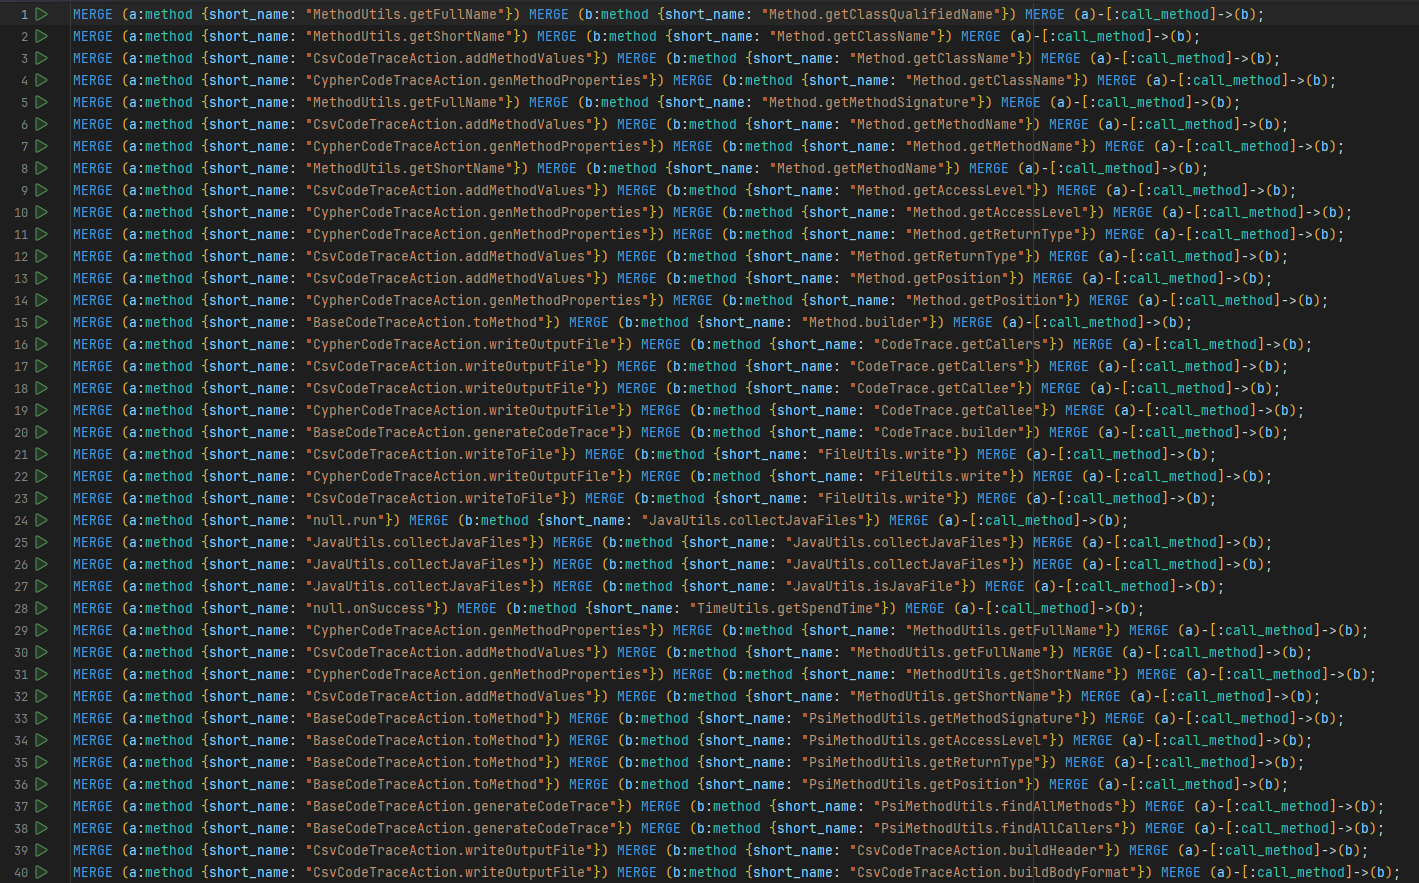 1 MERGE (a:method {short_name: "MethodUtils.getFullName"}) MERGE (b:method {short_name: "Method.getClassQualifiedName"}) MERGE (a)-[:call_method]->(b);
2 MERGE (a:method {short_name: "MethodUtils.getShortName"}) MERGE (b:method {short_name: "Method.getClassName"}) MERGE (a)-[:call_method]->(b);
3 MERGE (a:method {short_name: "CsvCodeTraceAction.addMethodValues"}) MERGE (b:method {short_name: "Method.getClassName"}) MERGE (a)-[:call_method]->(b);
4 MERGE (a:method {short_name: "CypherCodeTraceAction.genMethodProperties"}) MERGE (b:method {short_name: "Method.getClassName"}) MERGE (a)-[:call_method]->(b);
5 MERGE (a:method {short_name: "MethodUtils.getFullName"}) MERGE (b:method {short_name: "Method.getMethodSignature"}) MERGE (a)-[:call_method]->(b);
6 MERGE (a:method {short_name: "CsvCodeTraceAction.addMethodValues"}) MERGE (b:method {short_name: "Method.getMethodName"}) MERGE (a)-[:call_method]->(b);
7 MERGE (a:method {short_name: "CypherCodeTraceAction.genMethodProperties"}) MERGE (b:method {short_name: "Method.getMethodName"}) MERGE (a)-[:call_method]->(b);
8 MERGE (a:method {short_name: "MethodUtils.getShortName"}) MERGE (b:method {short_name: "Method.getMethodName"}) MERGE (a)-[:call_method]->(b);
9 MERGE (a:method {short_name: "CsvCodeTraceAction.addMethodValues"}) MERGE (b:method {short_name: "Method.getAccessLevel"}) MERGE (a)-[:call_method]->(b);
10 MERGE (a:method {short_name: "CypherCodeTraceAction.genMethodProperties"}) MERGE (b:method {short_name: "Method.getAccessLevel"}) MERGE (a)-[:call_method]->(b);
11 MERGE (a:method {short_name: "CypherCodeTraceAction.genMethodProperties"}) MERGE (b:method {short_name: "Method.getReturnType"}) MERGE (a)-[:call_method]->(b);
12 MERGE (a:method {short_name: "CsvCodeTraceAction.addMethodValues"}) MERGE (b:method {short_name: "Method.getReturnType"}) MERGE (a)-[:call_method]->(b);
13 MERGE (a:method {short_name: "CsvCodeTraceAction.addMethodValues"}) MERGE (b:method {short_name: "Method.getPosition"}) MERGE (a)-[:call_method]->(b);
14 MERGE (a:method {short_name: "CypherCodeTraceAction.genMethodProperties"}) MERGE (b:method {short_name: "Method.getPosition"}) MERGE (a)-[:call_method]->(b);
15 MERGE (a:method {short_name: "BaseCodeTraceAction.toMethod"}) MERGE (b:method {short_name: "Method.builder"}) MERGE (a)-[:call_method]->(b);
16 MERGE (a:method {short_name: "CypherCodeTraceAction.writeOutputFile"}) MERGE (b:method {short_name: "CodeTrace.getCallers"}) MERGE (a)-[:call_method]->(b);
17 MERGE (a:method {short_name: "CsvCodeTraceAction.writeOutputFile"}) MERGE (b:method {short_name: "CodeTrace.getCallers"}) MERGE (a)-[:call_method]->(b);
18 MERGE (a:method {short_name: "CsvCodeTraceAction.writeOutputFile"}) MERGE (b:method {short_name: "CodeTrace.getCallee"}) MERGE (a)-[:call_method]->(b);
19 MERGE (a:method {short_name: "CypherCodeTraceAction.writeOutputFile"}) MERGE (b:method {short_name: "CodeTrace.getCallee"}) MERGE (a)-[:call_method]->(b);
20 MERGE (a:method {short_name: "BaseCodeTraceAction.generateCodeTrace"}) MERGE (b:method {short_name: "CodeTrace.builder"}) MERGE (a)-[:call_method]->(b);
21 MERGE (a:method {short_name: "CsvCodeTraceAction.writeToFile"}) MERGE (b:method {short_name: "FileUtils.write"}) MERGE (a)-[:call_method]->(b);
22 MERGE (a:method {short_name: "CypherCodeTraceAction.writeOutputFile"}) MERGE (b:method {short_name: "FileUtils.write"}) MERGE (a)-[:call_method]->(b);
23 MERGE (a:method {short_name: "CsvCodeTraceAction.writeToFile"}) MERGE (b:method {short_name: "FileUtils.write"}) MERGE (a)-[:call_method]->(b);
24 MERGE (a:method {short_name: "null.run"}) MERGE (b:method {short_name: "JavaUtils.collectJavaFiles"}) MERGE (a)-[:call_method]->(b);
25 MERGE (a:method {short_name: "JavaUtils.collectJavaFiles"}) MERGE (b:method {short_name: "JavaUtils.collectJavaFiles"}) MERGE (a)-[:call_method]->(b);
26 MERGE (a:method {short_name: "JavaUtils.collectJavaFiles"}) MERGE (b:method {short_name: "JavaUtils.collectJavaFiles"}) MERGE (a)-[:call_method]->(b);
27 MERGE (a:method {short_name: "JavaUtils.collectJavaFiles"}) MERGE (b:method {short_name: "JavaUtils.isJavaFile"}) MERGE (a)-[:call_method]->(b);
28 MERGE (a:method {short_name: "null.onSuccess"}) MERGE (b:method {short_name: "TimeUtils.getSpendTime"}) MERGE (a)-[:call_method]->(b);
29 MERGE (a:method {short_name: "CypherCodeTraceAction.genMethodProperties"}) MERGE (b:method {short_name: "MethodUtils.getFullName"}) MERGE (a)-[:call_method]->(b);
30 MERGE (a:method {short_name: "CsvCodeTraceAction.addMethodValues"}) MERGE (b:method {short_name: "MethodUtils.getFullName"}) MERGE (a)-[:call_method]->(b);
31 MERGE (a:method {short_name: "CypherCodeTraceAction.genMethodProperties"}) MERGE (b:method {short_name: "MethodUtils.getShortName"}) MERGE (a)-[:call_method]->(b);
32 MERGE (a:method {short_name: "CsvCodeTraceAction.addMethodValues"}) MERGE (b:method {short_name: "MethodUtils.getShortName"}) MERGE (a)-[:call_method]->(b);
33 MERGE (a:method {short_name: "BaseCodeTraceAction.toMethod"}) MERGE (b:method {short_name: "PsiMethodUtils.getMethodSignature"}) MERGE (a)-[:call_method]->(b);
34 MERGE (a:method {short_name: "BaseCodeTraceAction.toMethod"}) MERGE (b:method {short_name: "PsiMethodUtils.getAccessLevel"}) MERGE (a)-[:call_method]->(b);
35 MERGE (a:method {short_name: "BaseCodeTraceAction.toMethod"}) MERGE (b:method {short_name: "PsiMethodUtils.getReturnType"}) MERGE (a)-[:call_method]->(b);
36 MERGE (a:method {short_name: "BaseCodeTraceAction.toMethod"}) MERGE (b:method {short_name: "PsiMethodUtils.getPosition"}) MERGE (a)-[:call_method]->(b);
37 MERGE (a:method {short_name: "BaseCodeTraceAction.generateCodeTrace"}) MERGE (b:method {short_name: "PsiMethodUtils.findAllMethods"}) MERGE (a)-[:call_method]->(b);
38 MERGE (a:method {short_name: "BaseCodeTraceAction.generateCodeTrace"}) MERGE (b:method {short_name: "PsiMethodUtils.findAllCallers"}) MERGE (a)-[:call_method]->(b);
39 MERGE (a:method {short_name: "CsvCodeTraceAction.writeOutputFile"}) MERGE (b:method {short_name: "CsvCodeTraceAction.buildHeader"}) MERGE (a)-[:call_method]->(b);
40 MERGE (a:method {short_name: "CsvCodeTraceAction.writeOutputFile"}) MERGE (b:method {short_name: "CsvCodeTraceAction.buildBodyFormat"}) MERGE (a)-[:call_method]->(b);